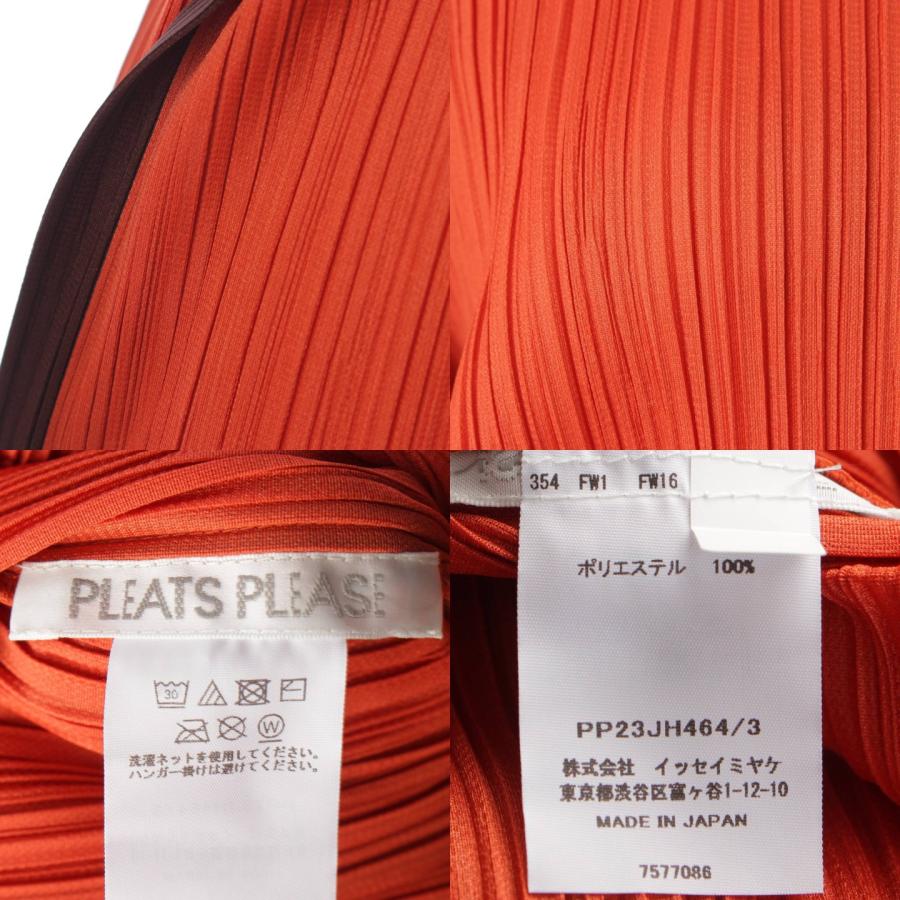 PLEATS PLEASE
30
W
洗濯ネットを使用してください。
ハンガー掛けは避けてください。
354 FW1 FW16
ポリエステル 100%
PP23JH464/3
株式会社 イッセイミヤケ
東京都渋谷区富ヶ谷1-12-10
MADE IN JAPAN
7577086